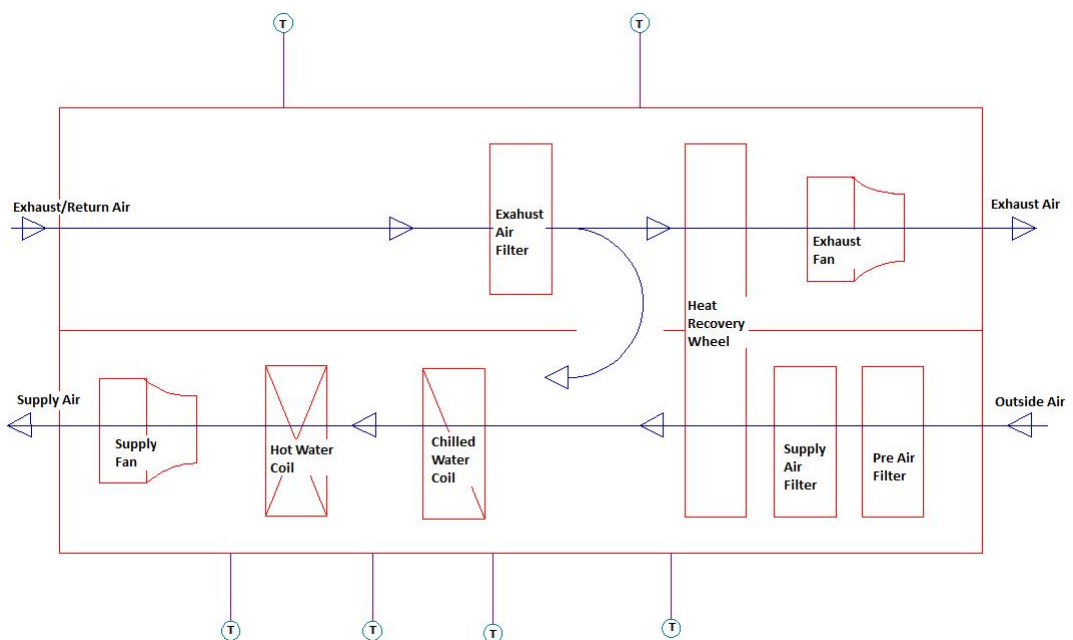 T
T
Exhaust/Return Air
Exahust
Air
Filter
Exhaust
Fan
Exhaust Air
Heat
Recovery
Wheel
Supply Air
Supply
Fan
Hot Water
Coil
Chilled
Water
Coil
Supply
Air
Filter
Pre Air
Filter
Outside Air
T
T
T
T